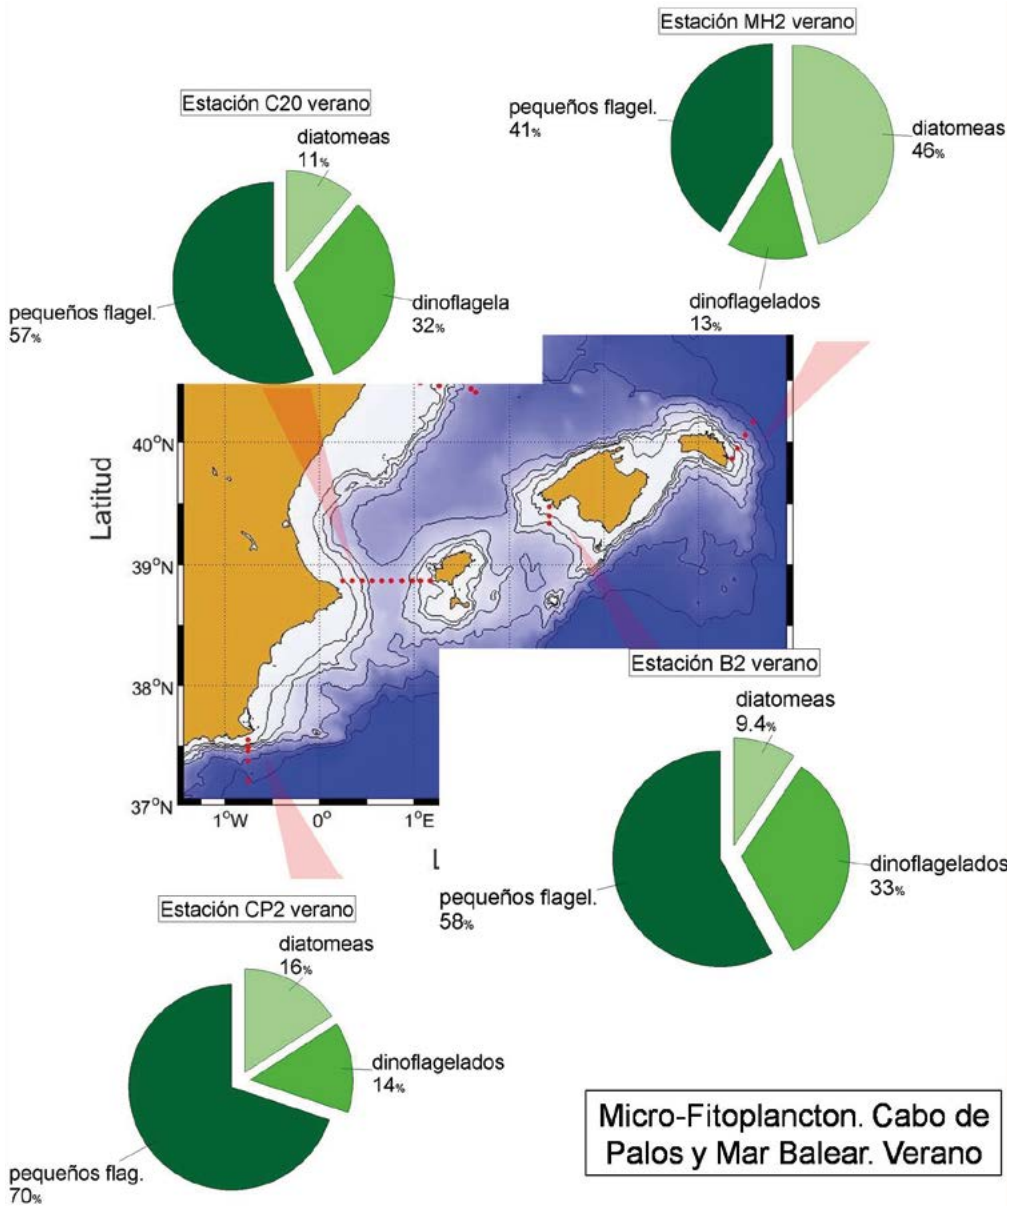 Estación MH2 verano
pequeños flagel.
41%
diatomeas
46%
dinoflagelados
13%
Estación C20 verano
diatomeas
11%
pequeños flagel.
57%
dinoflagela
32%
Latitud
40°N
39°N
38°N
37°N
1°W
0°
1°E
L
Estación B2 verano
diatomeas
9.4%
pequeños flagel.
58%
dinoflagelados
33%
Estación CP2 verano
diatomeas
16%
dinoflagelados
14%
pequeños flag.
70%
Micro-Fitoplancton. Cabo de
Palos y Mar Balear. Verano